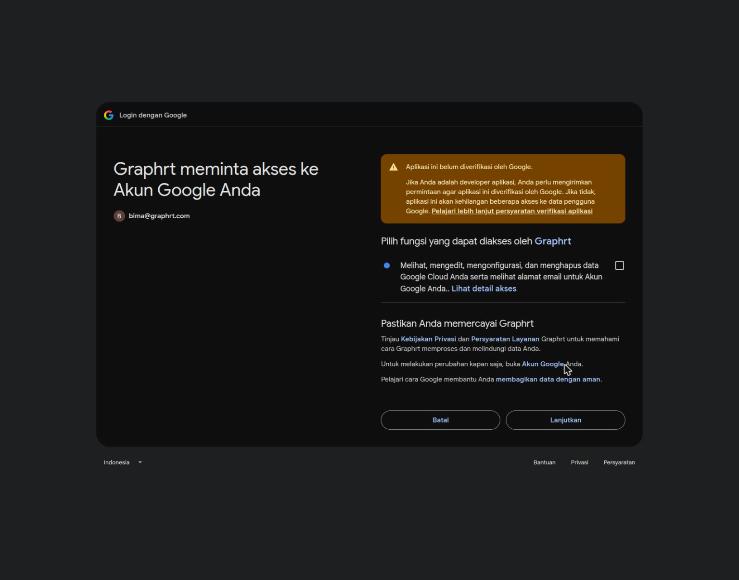 Login dengan Google
Graphrt meminta akses ke
Akun Google Anda
B bima@graphrt.com
Aplikasi ini belum diverifikasi oleh Google.
Jika Anda adalah developer aplikasi, Anda perlu mengirimkan
permintaan agar aplikasi ini diverifikasi oleh Google. Jika tidak,
aplikasi ini akan kehilangan beberapa akses ke data pengguna
Google. Pelajari lebih lanjut persyaratan verifikasi aplikasi
Pilih fungsi yang dapat diakses oleh Graphrt
Melihat, mengedit, mengonfigurasi, dan menghapus data
Google Cloud Anda serta melihat alamat email untuk Akun
Google Anda.. Lihat detail akses
Pastikan Anda memercayai Graphrt
Tinjau Kebijakan Privasi dan Persyaratan Layanan Graphrt untuk memahami
cara Graphrt memproses dan melindungi data Anda.
Untuk melakukan perubahan kapan saja, buka Akun Google Anda.
Pelajari cara Google membantu Anda membagikan data dengan aman.
Batal
Lanjutkan
Indonesia
Bantuan
Privasi
Persyaratan